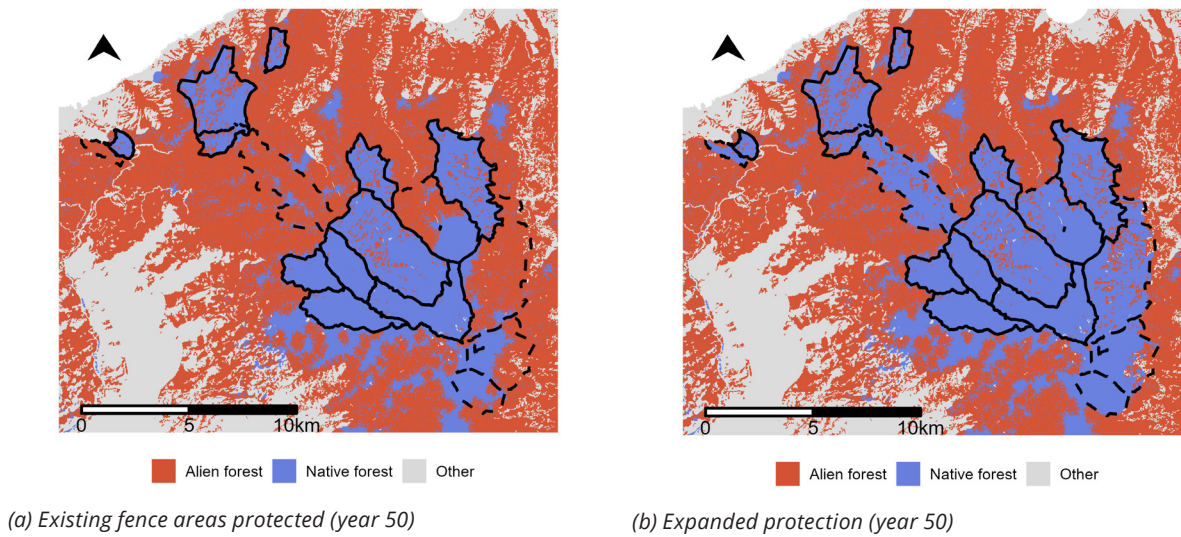 0 5 10km
Alien forest Native forest Other
(a) Existing fence areas protected (year 50)
0 5 10km
Alien forest Native forest Other
(b) Expanded protection (year 50)